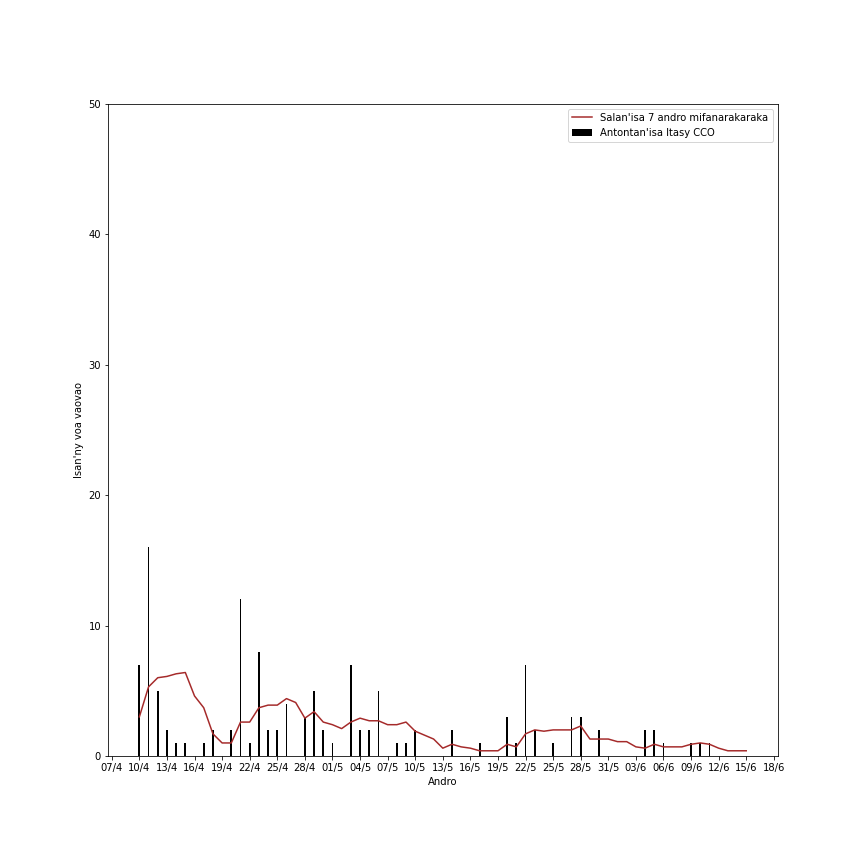 50
Salan'isa 7 andro mifanarakaraka
Antontan'isa Itasy CCO
40
30
20
10
0
Isan'ny voa vaovao
07/4 10/4 13/4 16/4 19/4 22/4 25/4 28/4 01/5 04/5 07/5 10/5 13/5 16/5 19/5 22/5 25/5 28/5 31/5 03/6 06/6 09/6 12/6 15/6 18/6
Andro